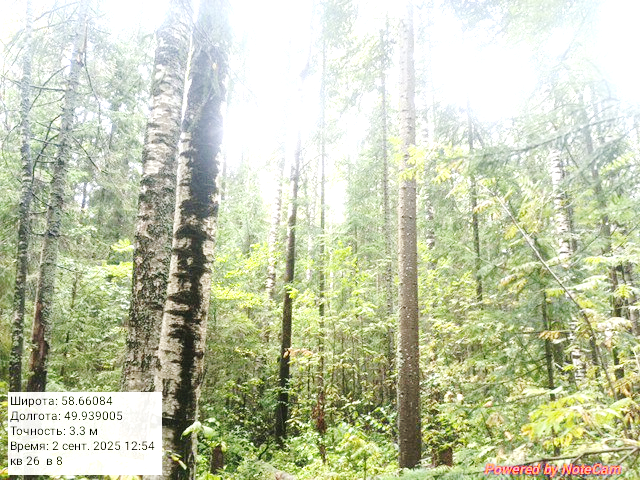 Широта: 58.66084
Долгота: 49.939005
Точность: 3.3 м
Время: 2 сент. 2025 12:54
кв 26 в 8
Powered by NoteCam